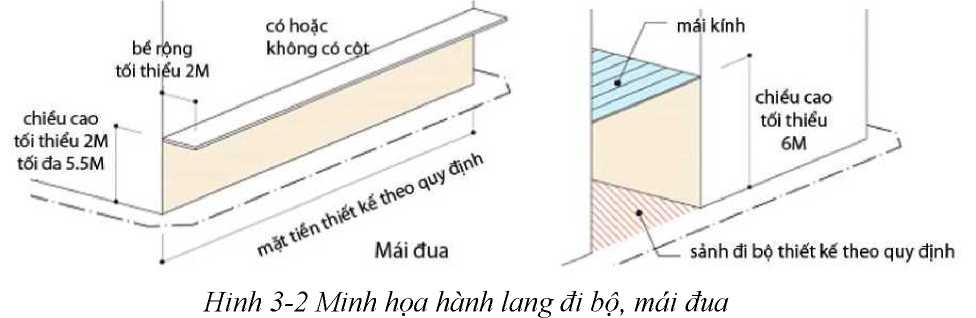 có hoặc
không có cột
bề rộng
tối thiểu 2M
chiều cao
tối thiểu 2M
tối đa 5.5M
mặt tiền thiết kế theo quy định
Mái đua
mái kính
chiều cao
tối thiểu
6M
sảnh đi bộ thiết kế theo quy định
Hình 3-2 Minh họa hành lang đi bộ, mái đua